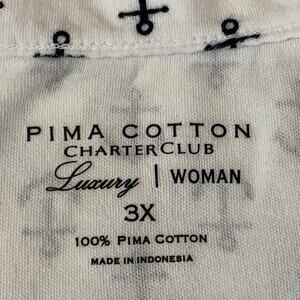 PIMA COTTON
CHARTER CLUB
Luxury | WOMAN
3X
100% PIMA COTTON
MADE IN INDONESIA